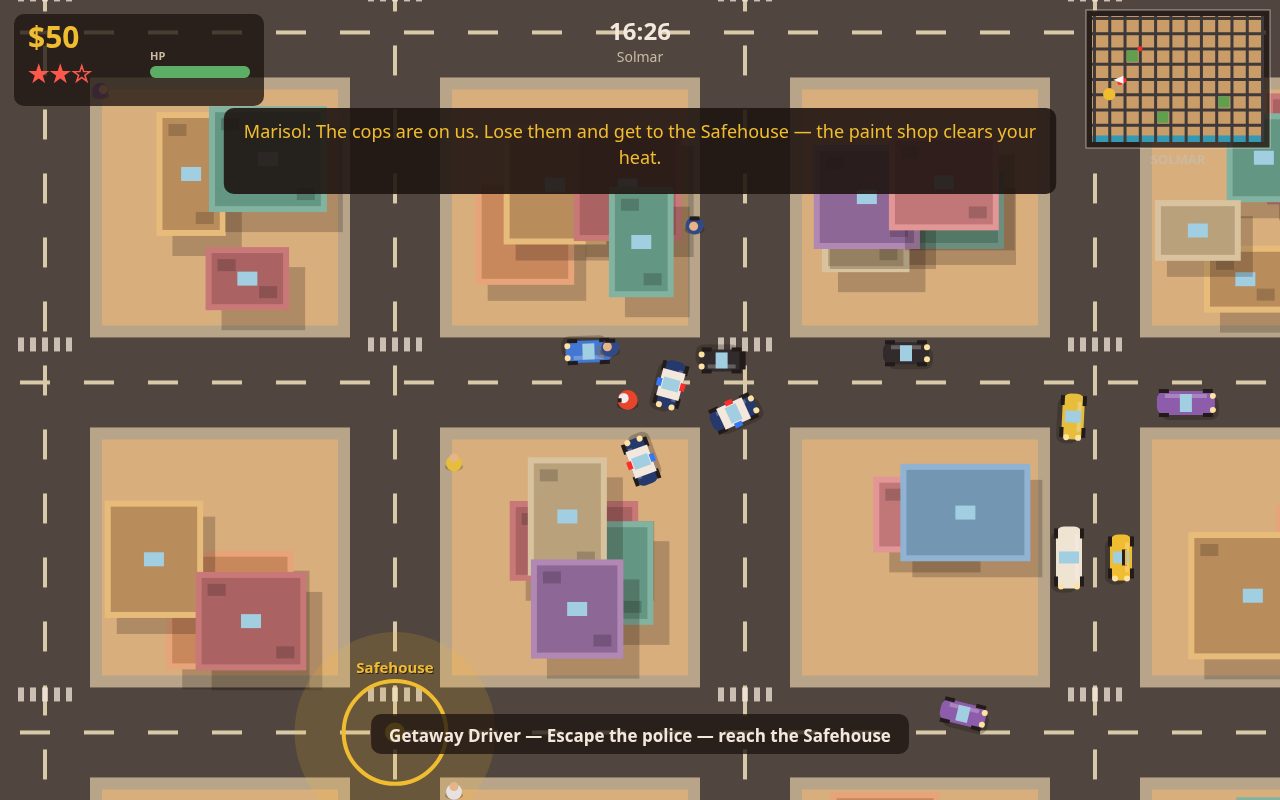 $50
HP
16:26
Solmar
SOLMAR
Marisol: The cops are on us. Lose them and get to the Safehouse — the paint shop clears your
heat.
Safehouse
Getaway Driver — Escape the police — reach the Safehouse